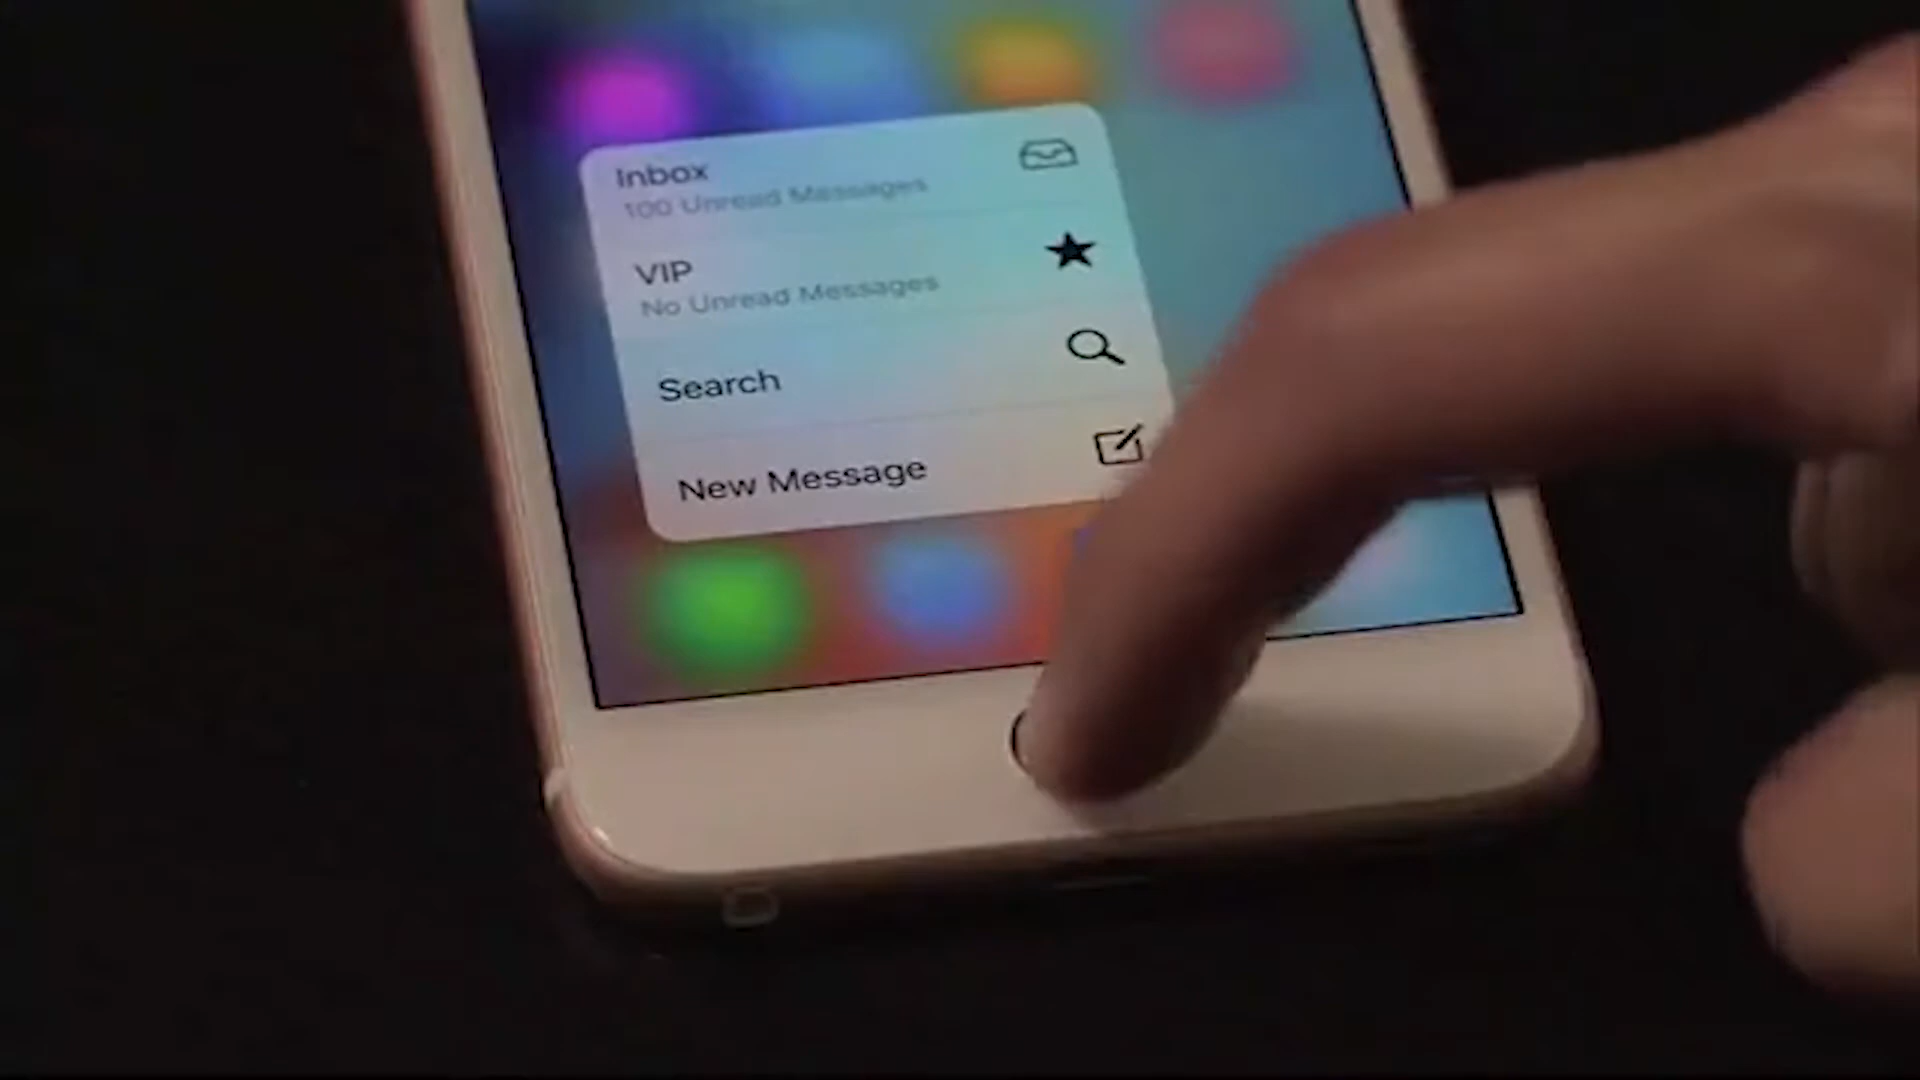 Inbox
100 Unread Messages
VIP
No Unread Messages
Search
New Message